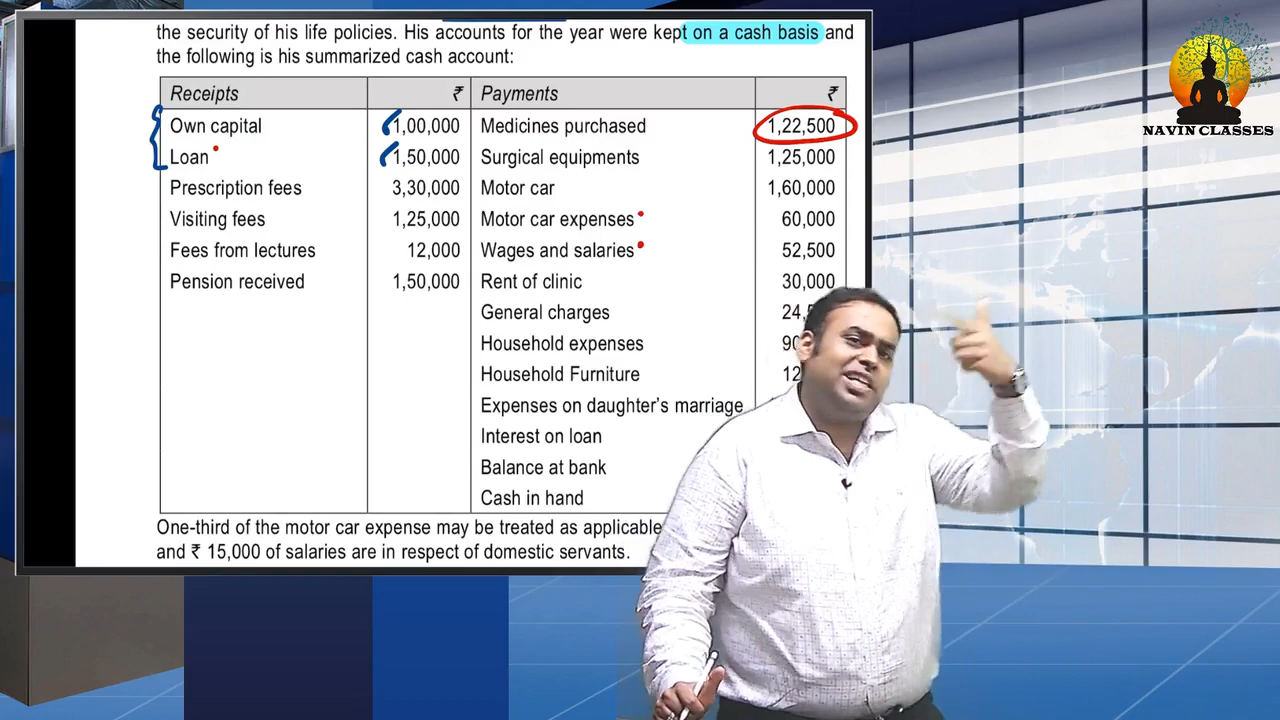 the security of his life policies. His accounts for the year were kept on a cash basis and
the following is his summarized cash account:
Receipts ₹ Payments ₹
Own capital 1,00,000 Medicines purchased 1,22,500
Loan 1,50,000 Surgical equipments 1,25,000
Prescription fees 3,30,000 Motor car 1,60,000
Visiting fees 1,25,000 Motor car expenses 60,000
Fees from lectures 12,000 Wages and salaries 52,500
Pension received 1,50,000 Rent of clinic 30,000
General charges
Household expenses
Household Furniture
Expenses on daughter's marriage
Interest on loan
Balance at bank
Cash in hand
One-third of the motor car expense may be treated as applicable
and ₹ 15,000 of salaries are in respect of domestic servants.
NAVIN CLASSES